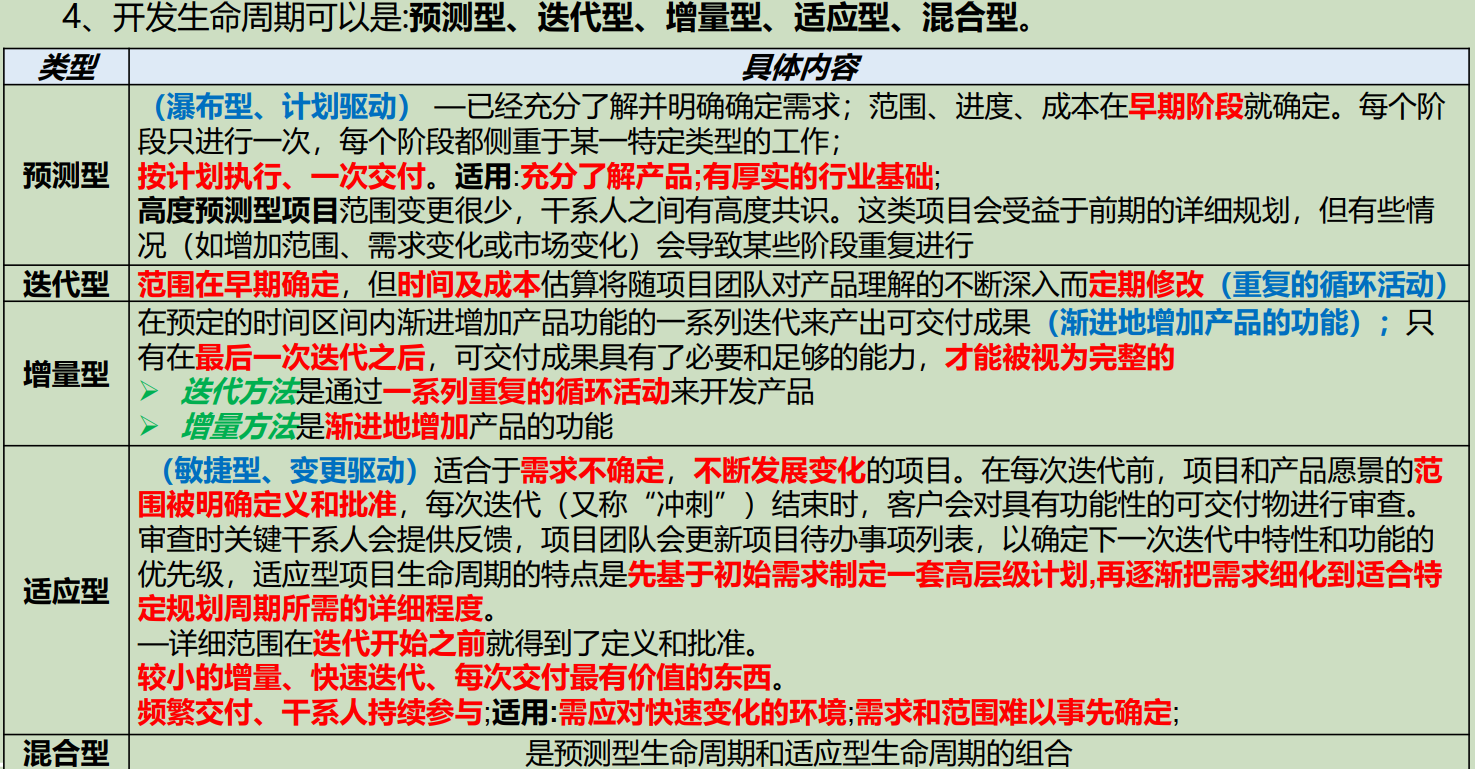 4、开发生命周期可以是:预测型、迭代型、增量型、适应型、混合型。
类型
具体内容
预测型
（瀑布型、计划驱动）—已经充分了解并明确确定需求；范围、进度、成本在早期阶段就确定。每个阶
段只进行一次，每个阶段都侧重于某一特定类型的工作；
按计划执行、一次交付。适用:充分了解产品;有厚实的行业基础;
高度预测型项目范围变更很少，干系人之间有高度共识。这类项目会受益于前期的详细规划，但有些情
况（如增加范围、需求变化或市场变化）会导致某些阶段重复进行
迭代型
范围在早期确定，但时间及成本估算将随项目团队对产品理解的不断深入而定期修改（重复的循环活动）
增量型
在预定的时间区间内渐进增加产品功能的一系列迭代来产出可交付成果（渐进地增加产品的功能）；只
有在最后一次迭代之后，可交付成果具有了必要和足够的能力，才能被视为完整的
➢ 迭代方法是通过一系列重复的循环活动来开发产品
➢ 增量方法是渐进地增加产品的功能
适应型
（敏捷型、变更驱动）适合于需求不确定，不断发展变化的项目。在每次迭代前，项目和产品愿景的范
围被明确定义和批准，每次迭代（又称“冲刺”）结束时，客户会对具有功能性的可交付物进行审查。
审查时关键干系人会提供反馈，项目团队会更新项目待办事项列表，以确定下一次迭代中特性和功能的
优先级，适应型项目生命周期的特点是先基于初始需求制定一套高层级计划,再逐渐把需求细化到适合特
定规划周期所需的详细程度。
—详细范围在迭代开始之前就得到了定义和批准。
较小的增量、快速迭代、每次交付最有价值的东西。
频繁交付、干系人持续参与;适用:需应对快速变化的环境;需求和范围难以事先确定;
混合型
是预测型生命周期和适应型生命周期的组合